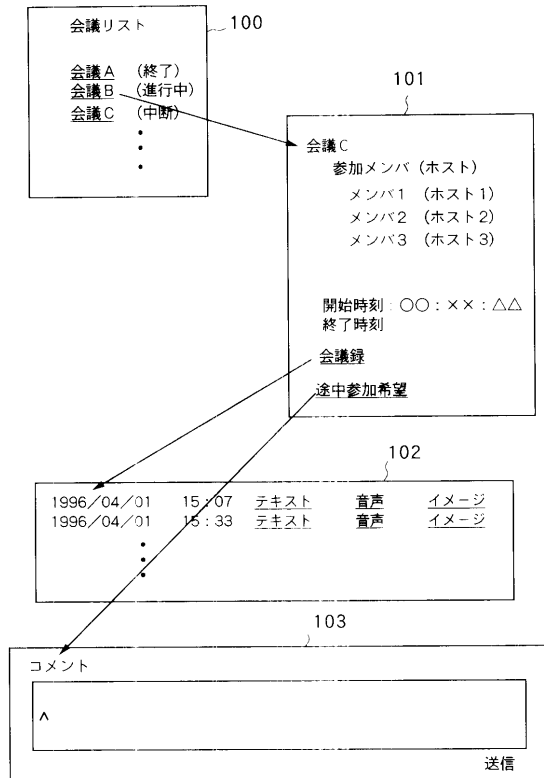 会議リスト
100
会議A (終了)
会議B (進行中)
会議C (中断)
101
会議C
参加メンバ (ホスト)
メンバ1 (ホスト1)
メンバ2 (ホスト2)
メンバ3 (ホスト3)
開始時刻:○○:××:△△
終了時刻
会議録
途中参加希望
102
1996/04/01 15:07 テキスト 音声 イメージ
1996/04/01 15:33 テキスト 音声 イメージ
103
コメント
^
送信